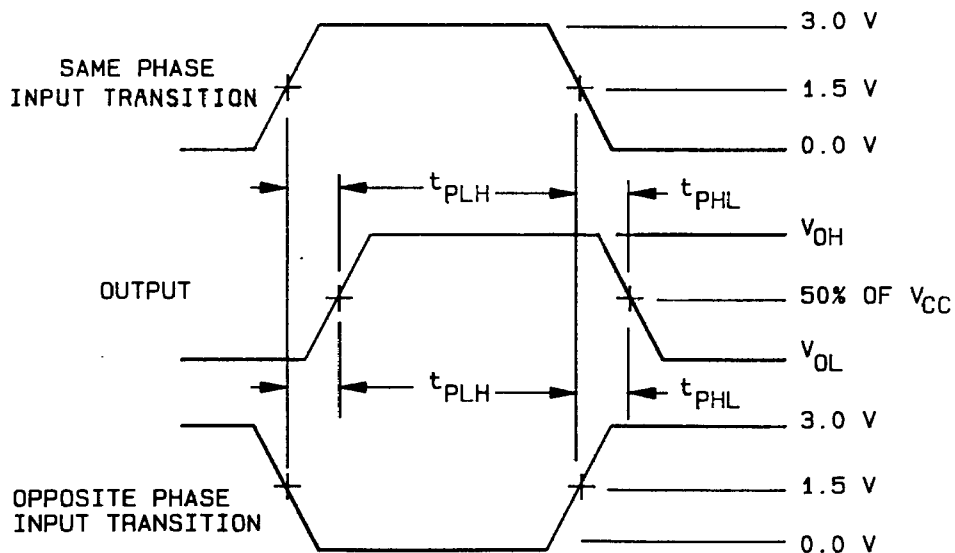 3.0 V
SAME PHASE
INPUT TRANSITION
1.5 V
0.0 V
tPLH
tPHL
VOH
OUTPUT
50% OF VCC
VOL
tPLH
tPHL
3.0 V
OPPOSITE PHASE
INPUT TRANSITION
1.5 V
0.0 V